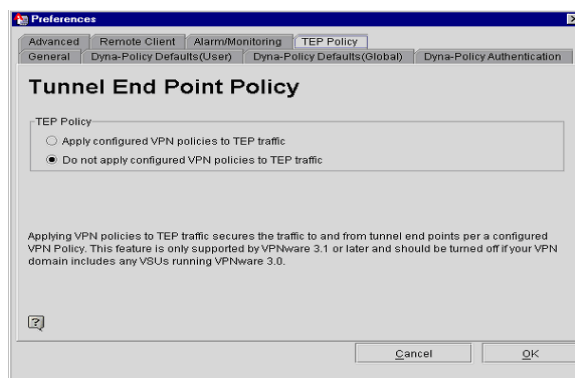 Preferences
Advanced Remote Client Alarm/Monitoring TEP Policy
General Dyna-Policy Defaults(User) Dyna-Policy Defaults(Global) Dyna-Policy Authentication
Tunnel End Point Policy
TEP Policy
Apply configured VPN policies to TEP traffic
Do not apply configured VPN policies to TEP traffic
Applying VPN policies to TEP traffic secures the traffic to and from tunnel end points per a configured
VPN Policy. This feature is only supported by VPNware 3.1 or later and should be turned off if your VPN
domain includes any VSUs running VPNware 3.0.
?
Cancel OK